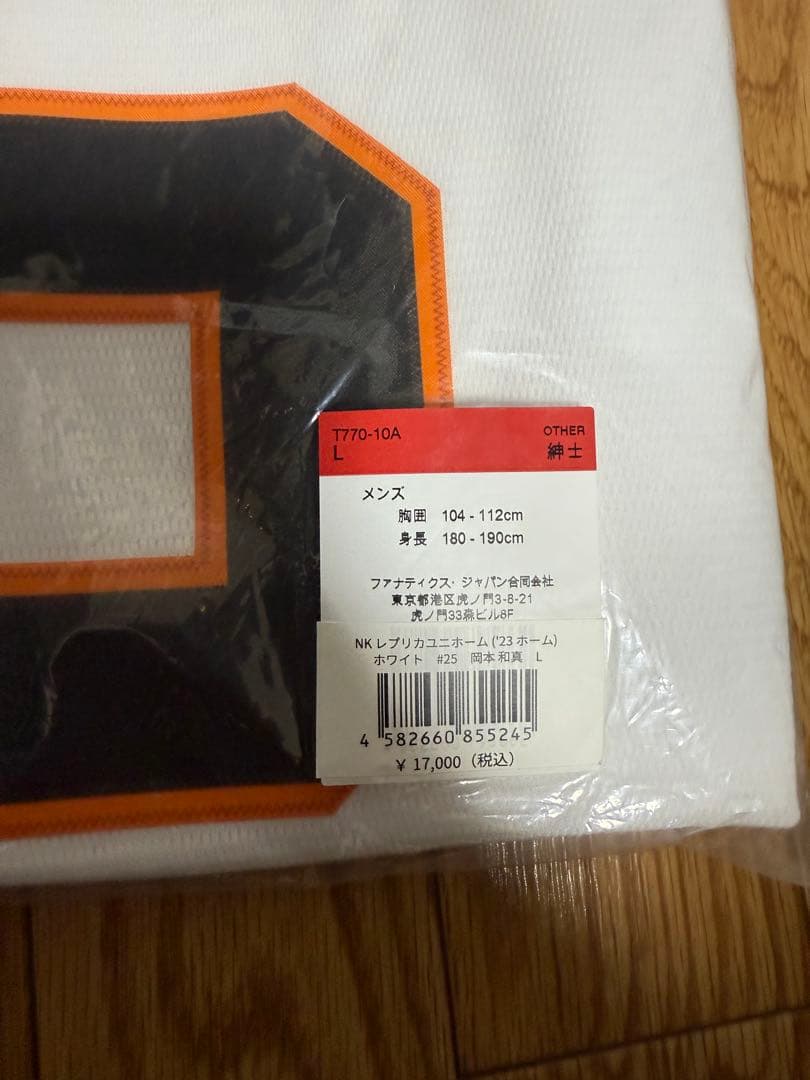 T770-10A
OTHER
L
紳士
メンズ
胸囲 104 - 112cm
身長 180 - 190cm
ファナティクス・ジャパン合同会社
東京都港区虎ノ門3-8-21
虎ノ門33森ビル8F
NK レプリカユニホーム ('23 ホーム)
ホワイト #25 岡本 和真 L
4 582660 855245
¥ 17,000（税込）